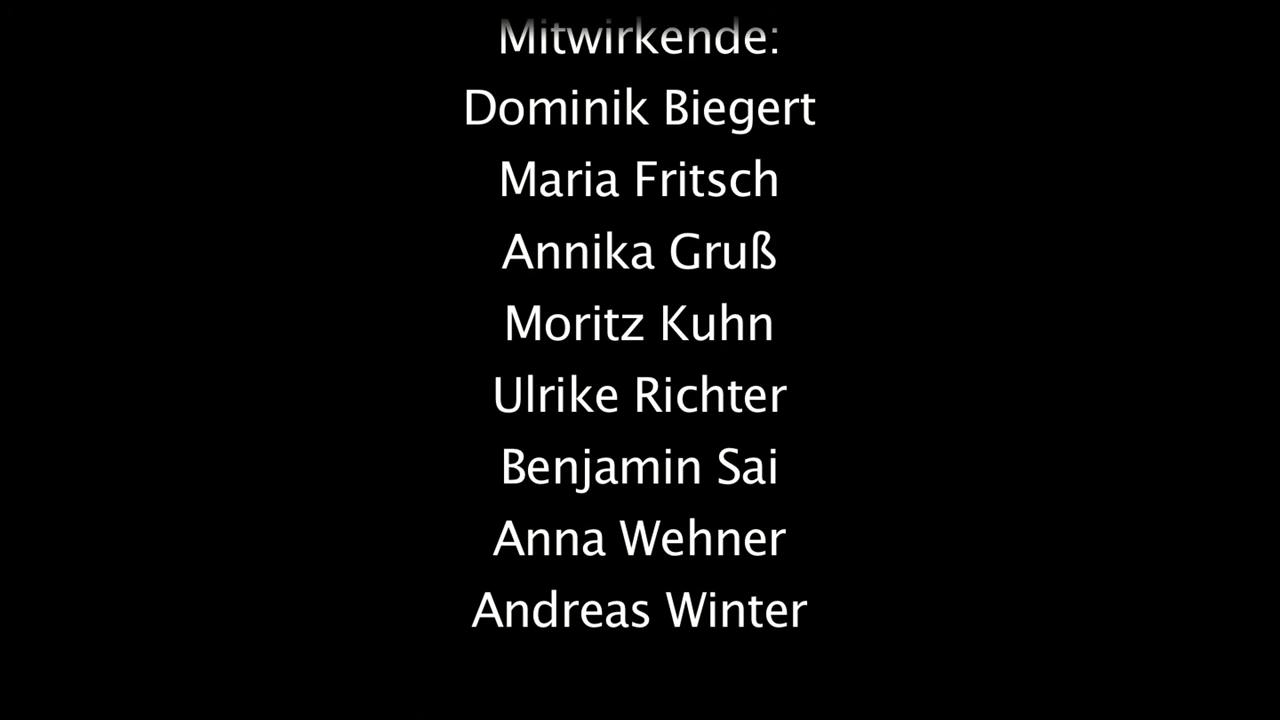 Mitwirkende:
Dominik Biegert
Maria Fritsch
Annika Gruß
Moritz Kuhn
Ulrike Richter
Benjamin Sai
Anna Wehner
Andreas Winter